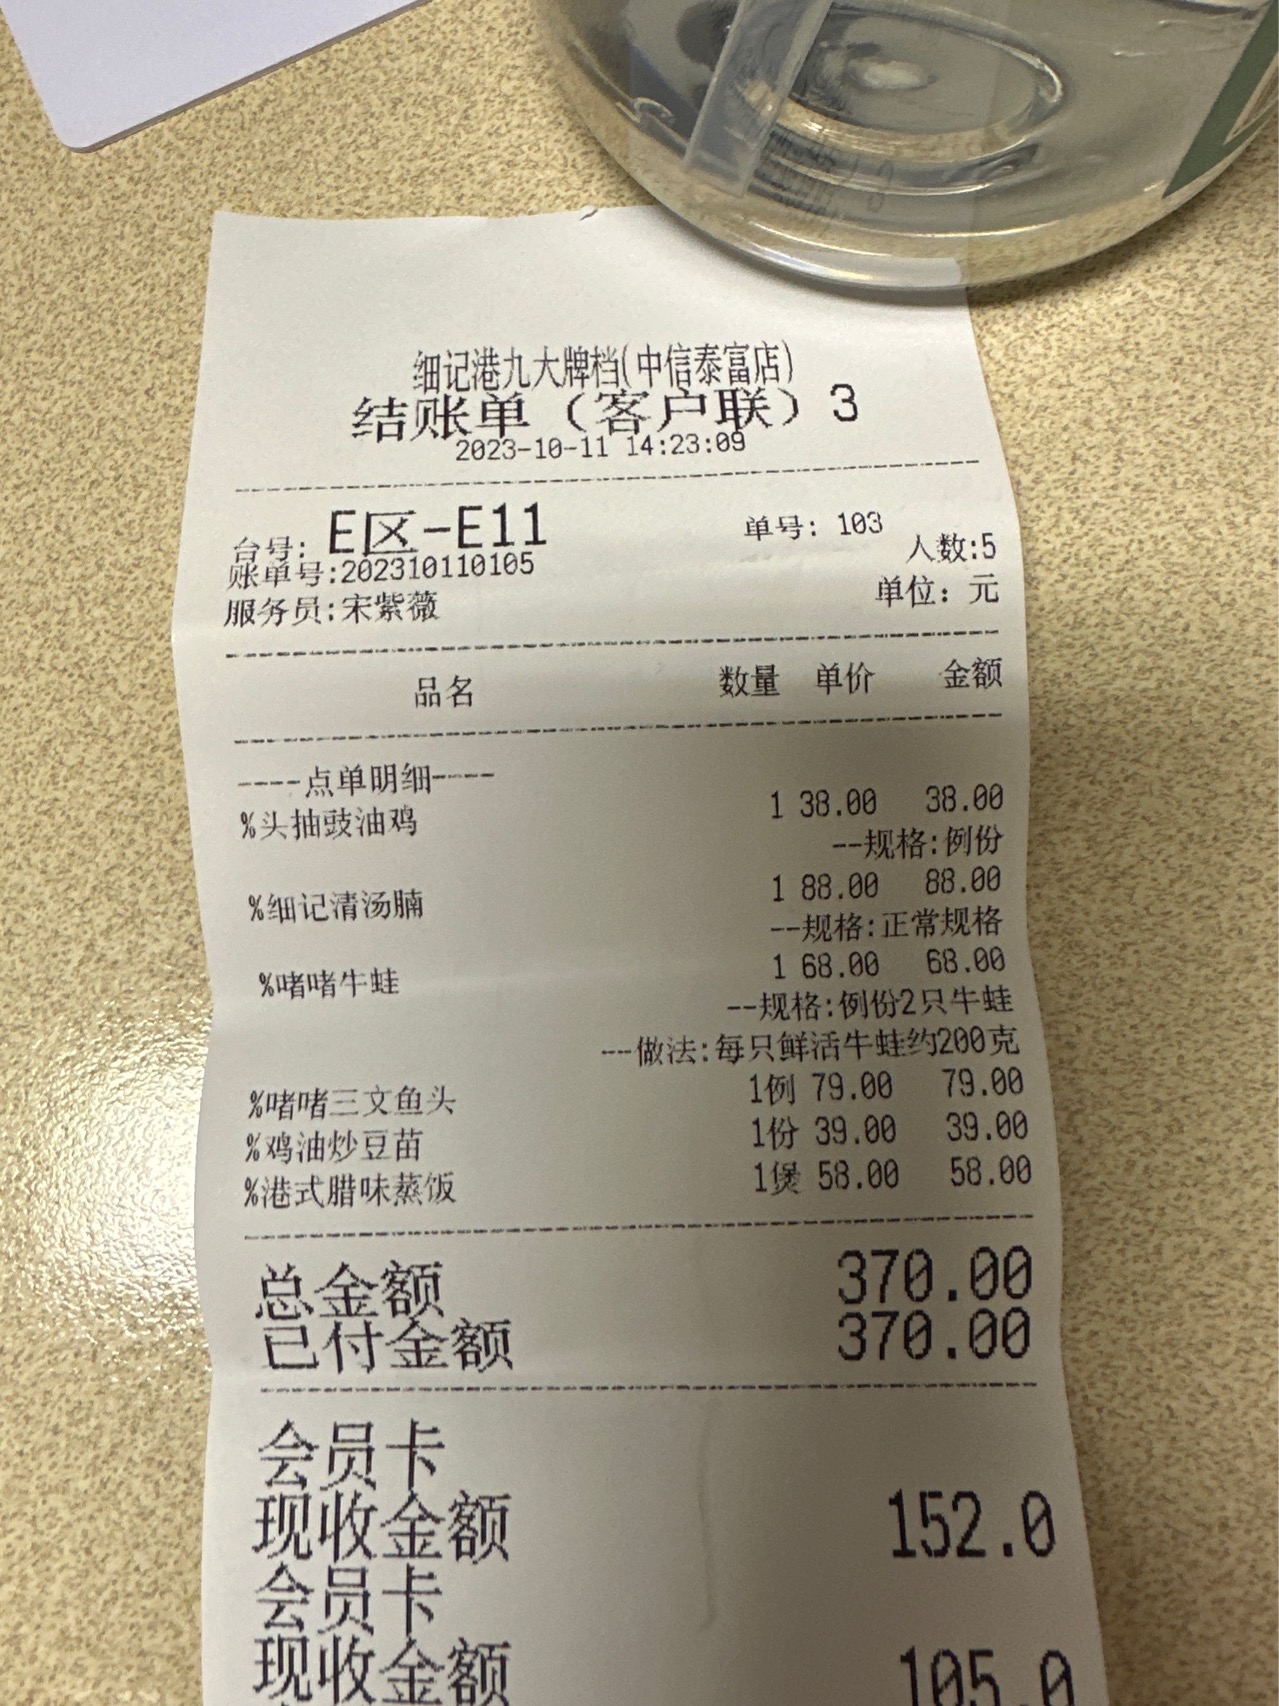 细记港九大牌档(中信泰富店)
结账单（客户联）3
2023-10-11 14:23:09
台号: E区-E11 单号: 103
人数:5
账单号:202310110105
服务员:宋紫薇 单位: 元
品名 数量 单价 金额
----点单明细----
%头抽豉油鸡 1 38.00 38.00
--规格:例份
%细记清汤腩 1 88.00 88.00
--规格:正常规格
%啫啫牛蛙 1 68.00 68.00
--规格:例份2只牛蛙
---做法:每只鲜活牛蛙约200克
%啫啫三文鱼头 1例 79.00 79.00
%鸡油炒豆苗 1份 39.00 39.00
%港式腊味蒸饭 1煲 58.00 58.00
总金额 370.00
已付金额 370.00
会员卡
现收金额 152.0
会员卡
现收金额 105.0